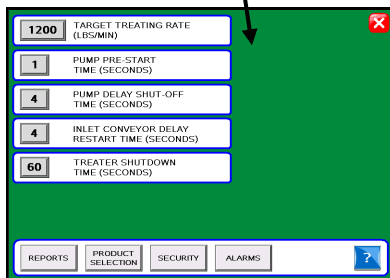 1200 TARGET TREATING RATE
(LBS/MIN)
1 PUMP PRE-START
TIME (SECONDS)
4 PUMP DELAY SHUT-OFF
TIME (SECONDS)
4 INLET CONVEYOR DELAY
RESTART TIME (SECONDS)
60 TREATER SHUTDOWN
TIME (SECONDS)
REPORTS PRODUCT SELECTION SECURITY ALARMS ?